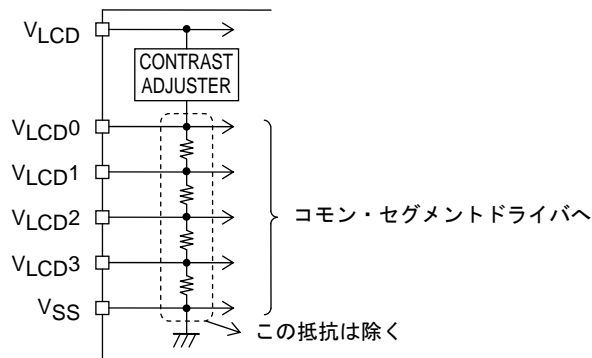 VLCD
CONTRAST
ADJUSTER
VLCD0
VLCD1
VLCD2
VLCD3
VSS
コモン・セグメントドライバへ
この抵抗は除く